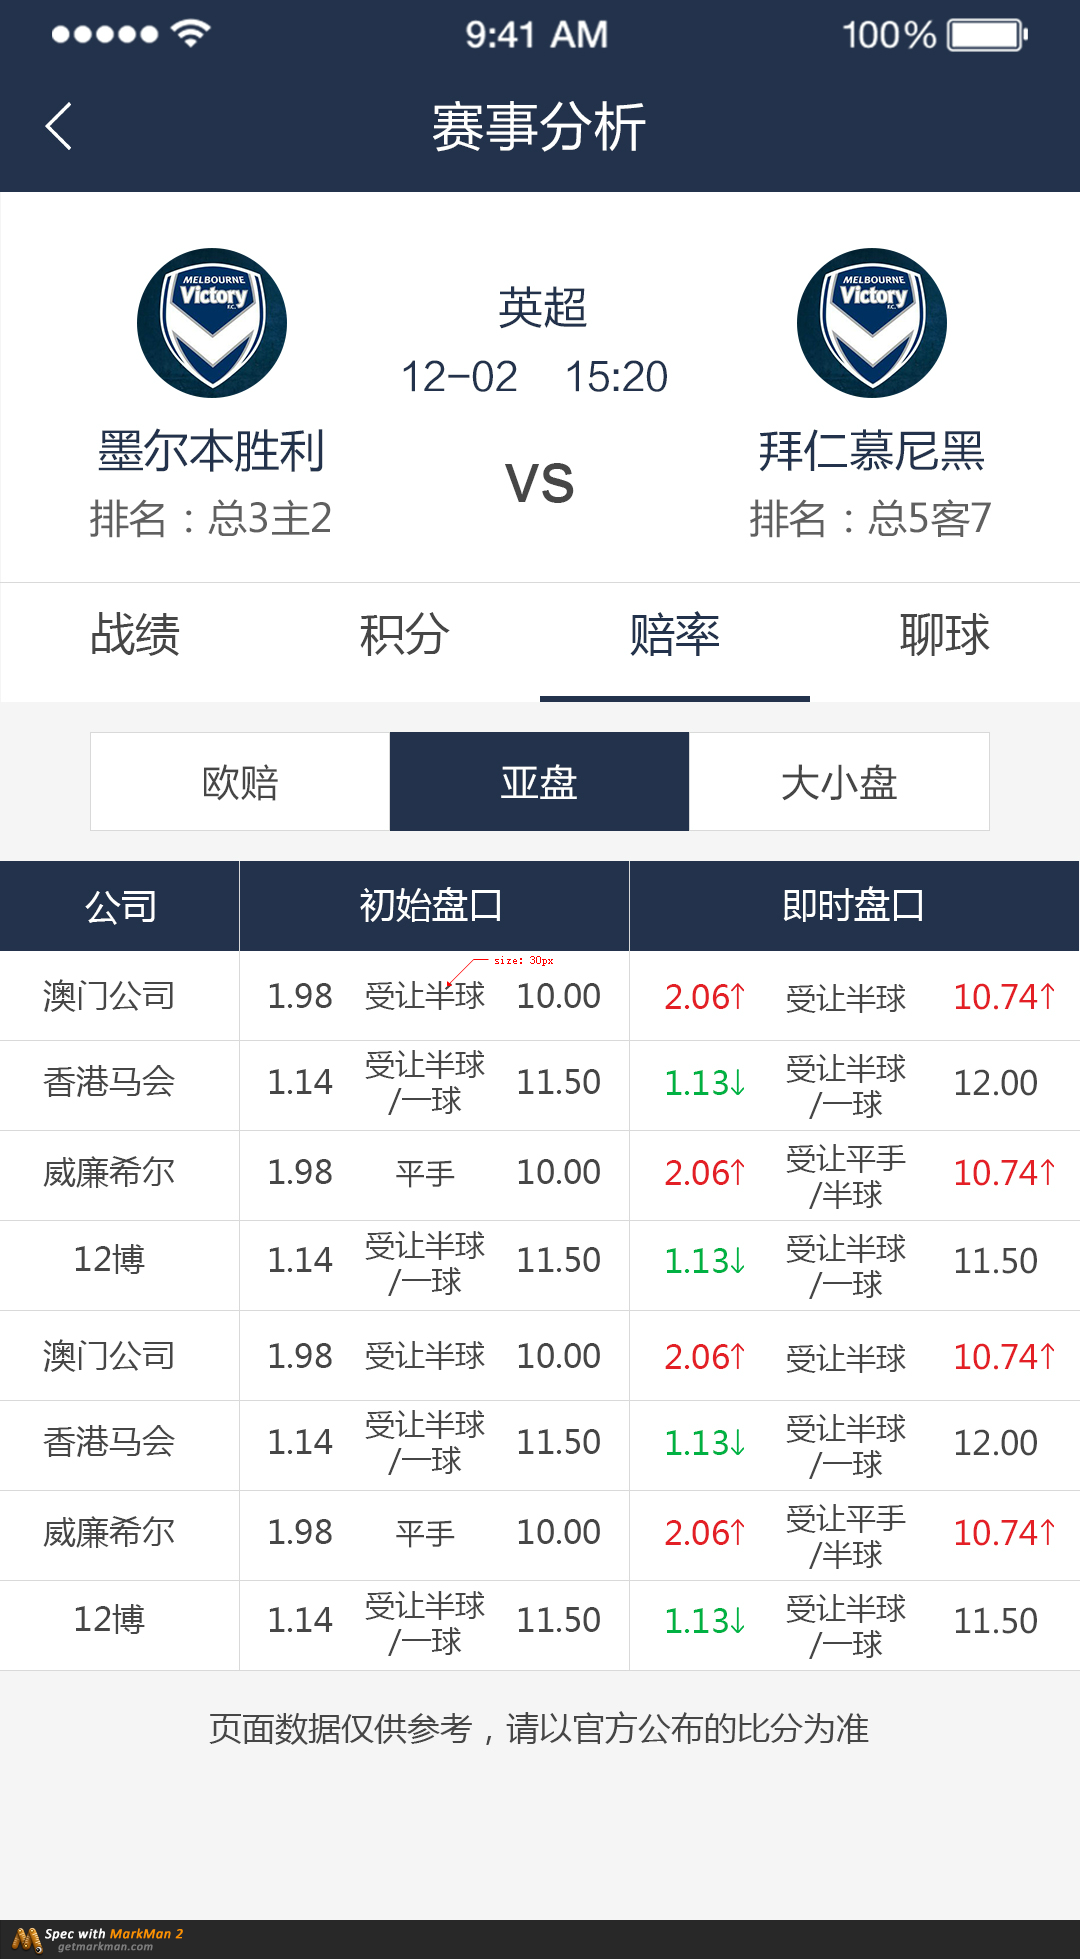 9:41 AM
100%
赛事分析
MELBOURNE
Victory
F.C.
MELBOURNE
Victory
F.C.
英超
12-02 15:20
墨尔本胜利
VS
拜仁慕尼黑
排名：总3主2
排名：总5客7
战绩 积分 赔率 聊球
欧赔 亚盘 大小盘
公司 初始盘口 即时盘口
size: 30px
澳门公司 1.98 受让半球 10.00 2.06↑ 受让半球 10.74↑
香港马会 1.14 受让半球 11.50 1.13↓ 受让半球 12.00
/一球 /一球
威廉希尔 1.98 平手 10.00 2.06↑ 受让平手 10.74↑
/半球
12博 1.14 受让半球 11.50 1.13↓ 受让半球 11.50
/一球 /一球
澳门公司 1.98 受让半球 10.00 2.06↑ 受让半球 10.74↑
香港马会 1.14 受让半球 11.50 1.13↓ 受让半球 12.00
/一球 /一球
威廉希尔 1.98 平手 10.00 2.06↑ 受让平手 10.74↑
/半球
12博 1.14 受让半球 11.50 1.13↓ 受让半球 11.50
/一球 /一球
页面数据仅供参考，请以官方公布的比分为准
Spec with MarkMan 2
getmarkman.com